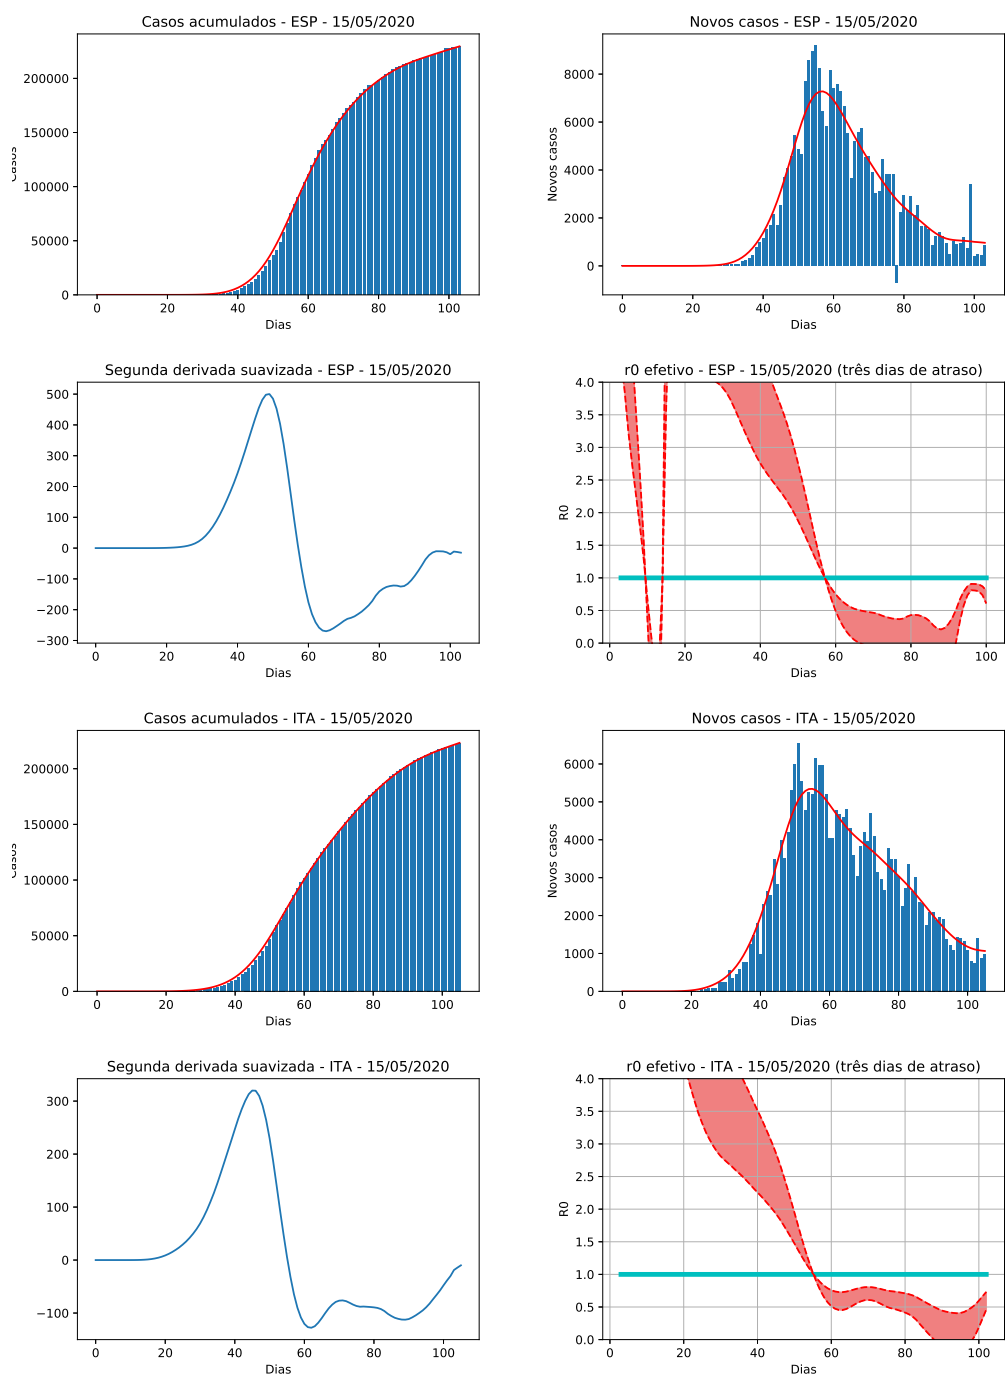 Casos acumulados - ESP - 15/05/2020
200000
150000
100000
50000
0
0 20 40 60 80 100
Dias
Novos casos - ESP - 15/05/2020
Novos casos
8000
6000
4000
2000
0
0 20 40 60 80 100
Dias
Segunda derivada suavizada - ESP - 15/05/2020
500
400
300
200
100
0
−100
−200
−300
0 20 40 60 80 100
Dias
r0 efetivo - ESP - 15/05/2020 (três dias de atraso)
R0
4.0
3.5
3.0
2.5
2.0
1.5
1.0
0.5
0.0
0 20 40 60 80 100
Dias
Casos acumulados - ITA - 15/05/2020
200000
150000
100000
50000
0
0 20 40 60 80 100
Dias
Novos casos - ITA - 15/05/2020
Novos casos
6000
5000
4000
3000
2000
1000
0
0 20 40 60 80 100
Dias
Segunda derivada suavizada - ITA - 15/05/2020
300
200
100
0
−100
0 20 40 60 80 100
Dias
r0 efetivo - ITA - 15/05/2020 (três dias de atraso)
R0
4.0
3.5
3.0
2.5
2.0
1.5
1.0
0.5
0.0
0 20 40 60 80 100
Dias